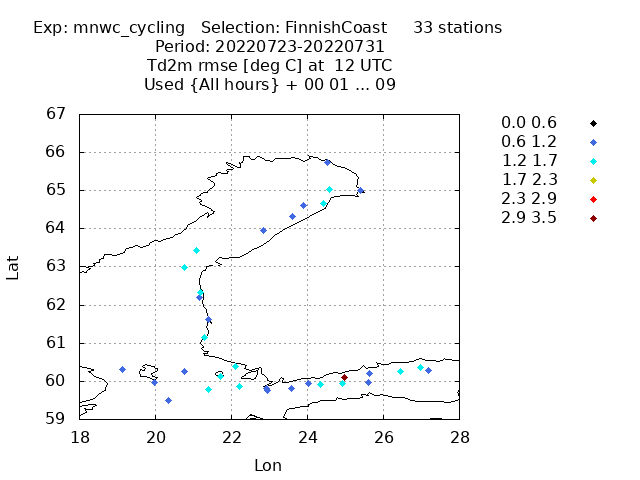 Exp: mnwc_cycling   Selection: FinnishCoast     33 stations
Period: 20220723-20220731
Td2m rmse [deg C] at  12 UTC
Used {All hours} + 00 01 ... 09
67
66
65
64
63
62
61
60
59
Lat
18 20 22 24 26 28
Lon
0.0 0.6
0.6 1.2
1.2 1.7
1.7 2.3
2.3 2.9
2.9 3.5